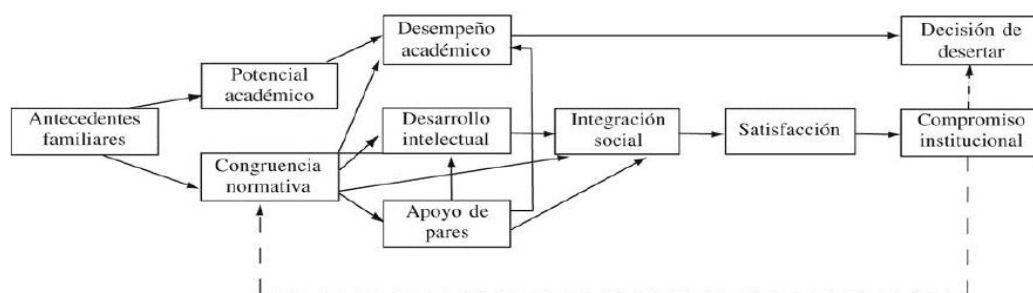 Desempeño
académico
Decisión de
desertar
Potencial
académico
Antecedentes
familiares
Desarrollo
intelectual
Integración
social
Satisfacción
Compromiso
institucional
Congruencia
normativa
Apoyo de
pares